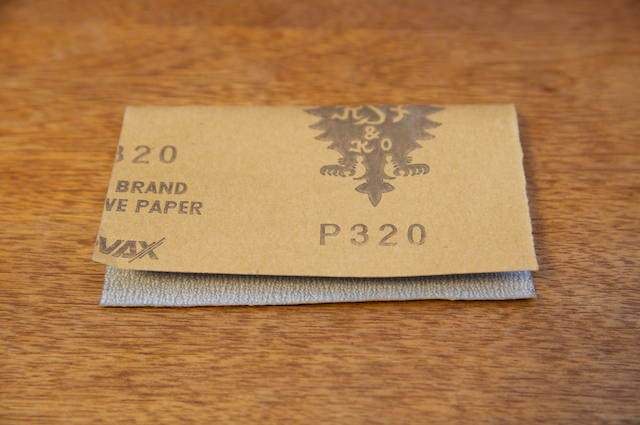 320
BRAND
VE PAPER
VAX
&
K O
P320